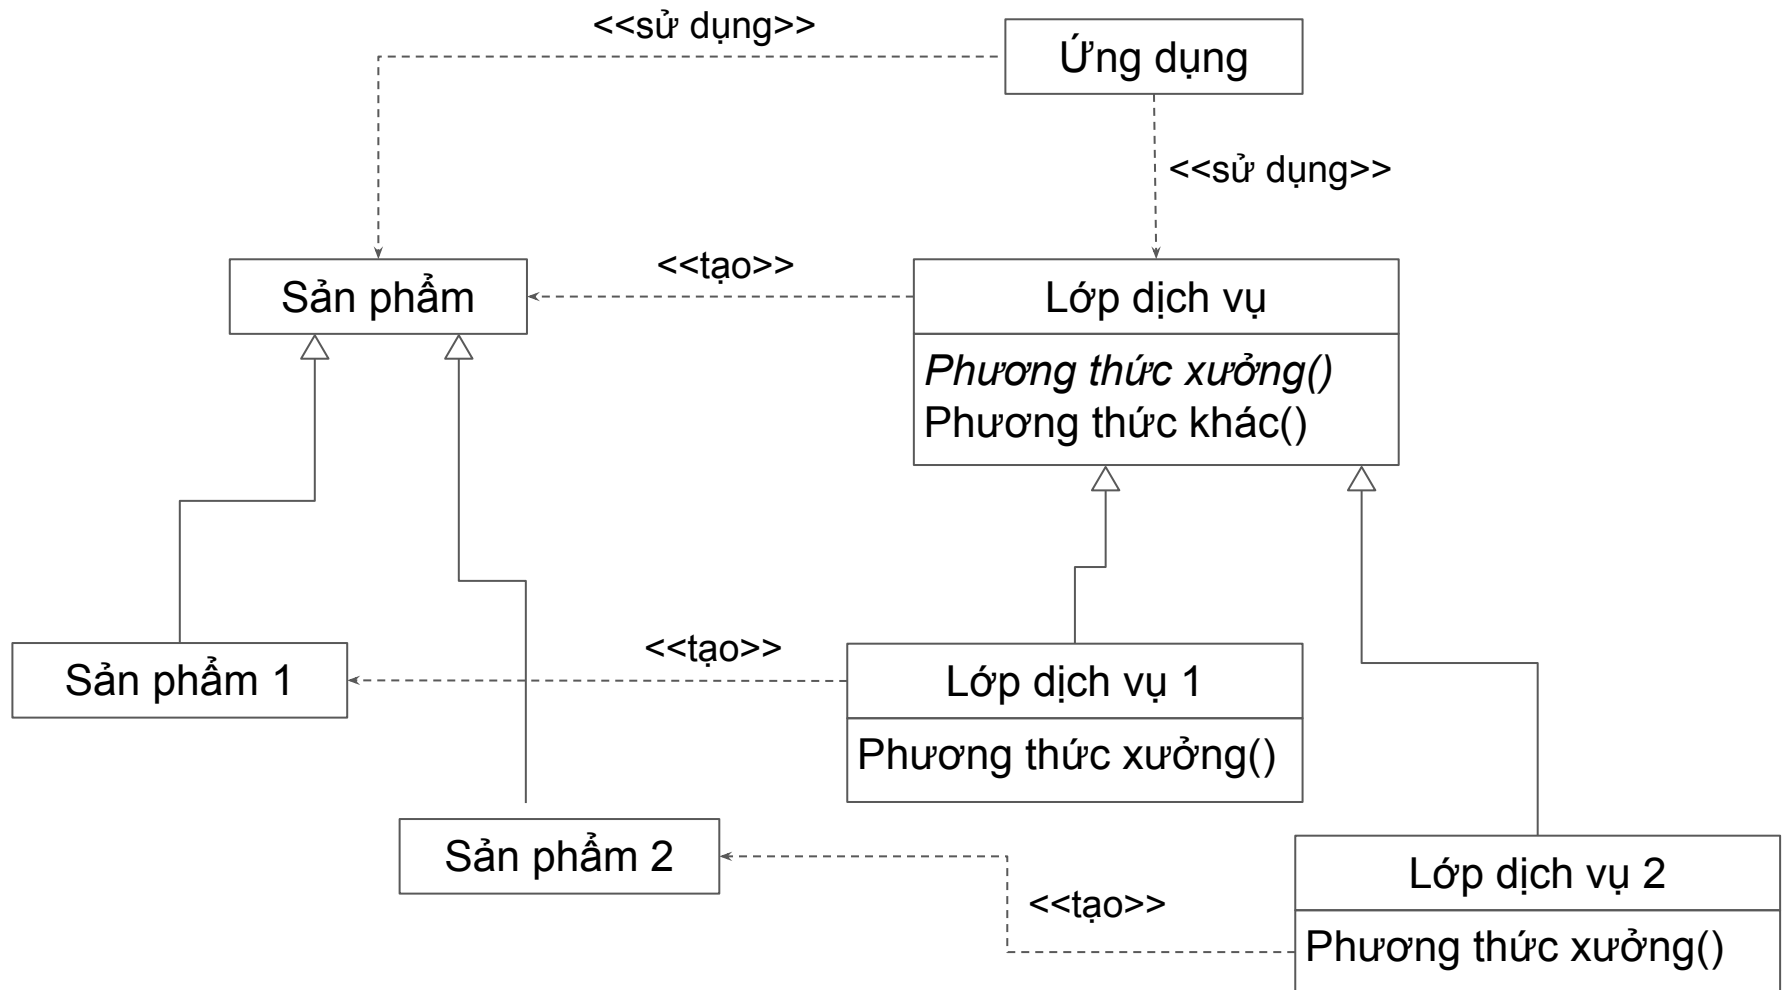 <<sử dụng>>
Ứng dụng
<<sử dụng>>
<<tạo>>
Sản phẩm
Lớp dịch vụ
Phương thức xưởng()
Phương thức khác()
<<tạo>>
Sản phẩm 1
Lớp dịch vụ 1
Phương thức xưởng()
Sản phẩm 2
Lớp dịch vụ 2
<<tạo>>
Phương thức xưởng()